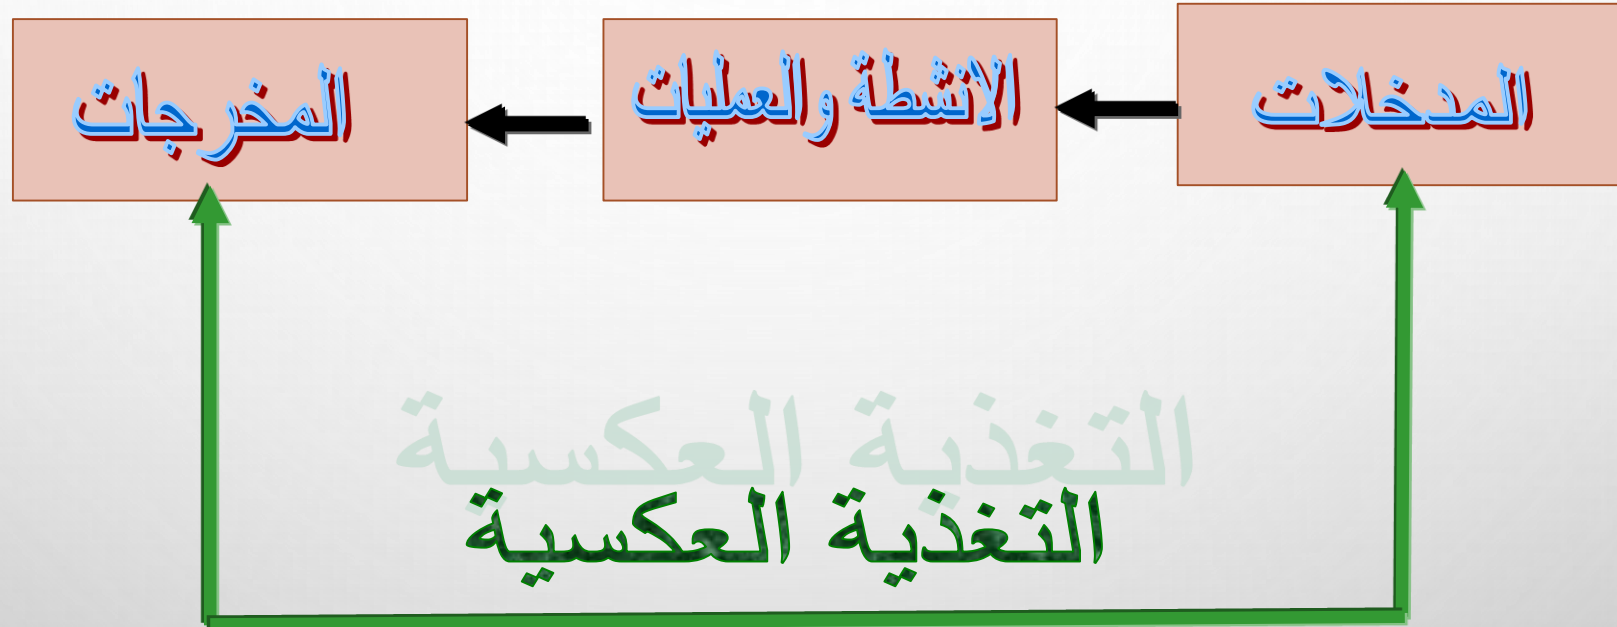 المدخلات
الانشطة والعمليات
المخرجات
التغذية العكسية
التغذية العكسية